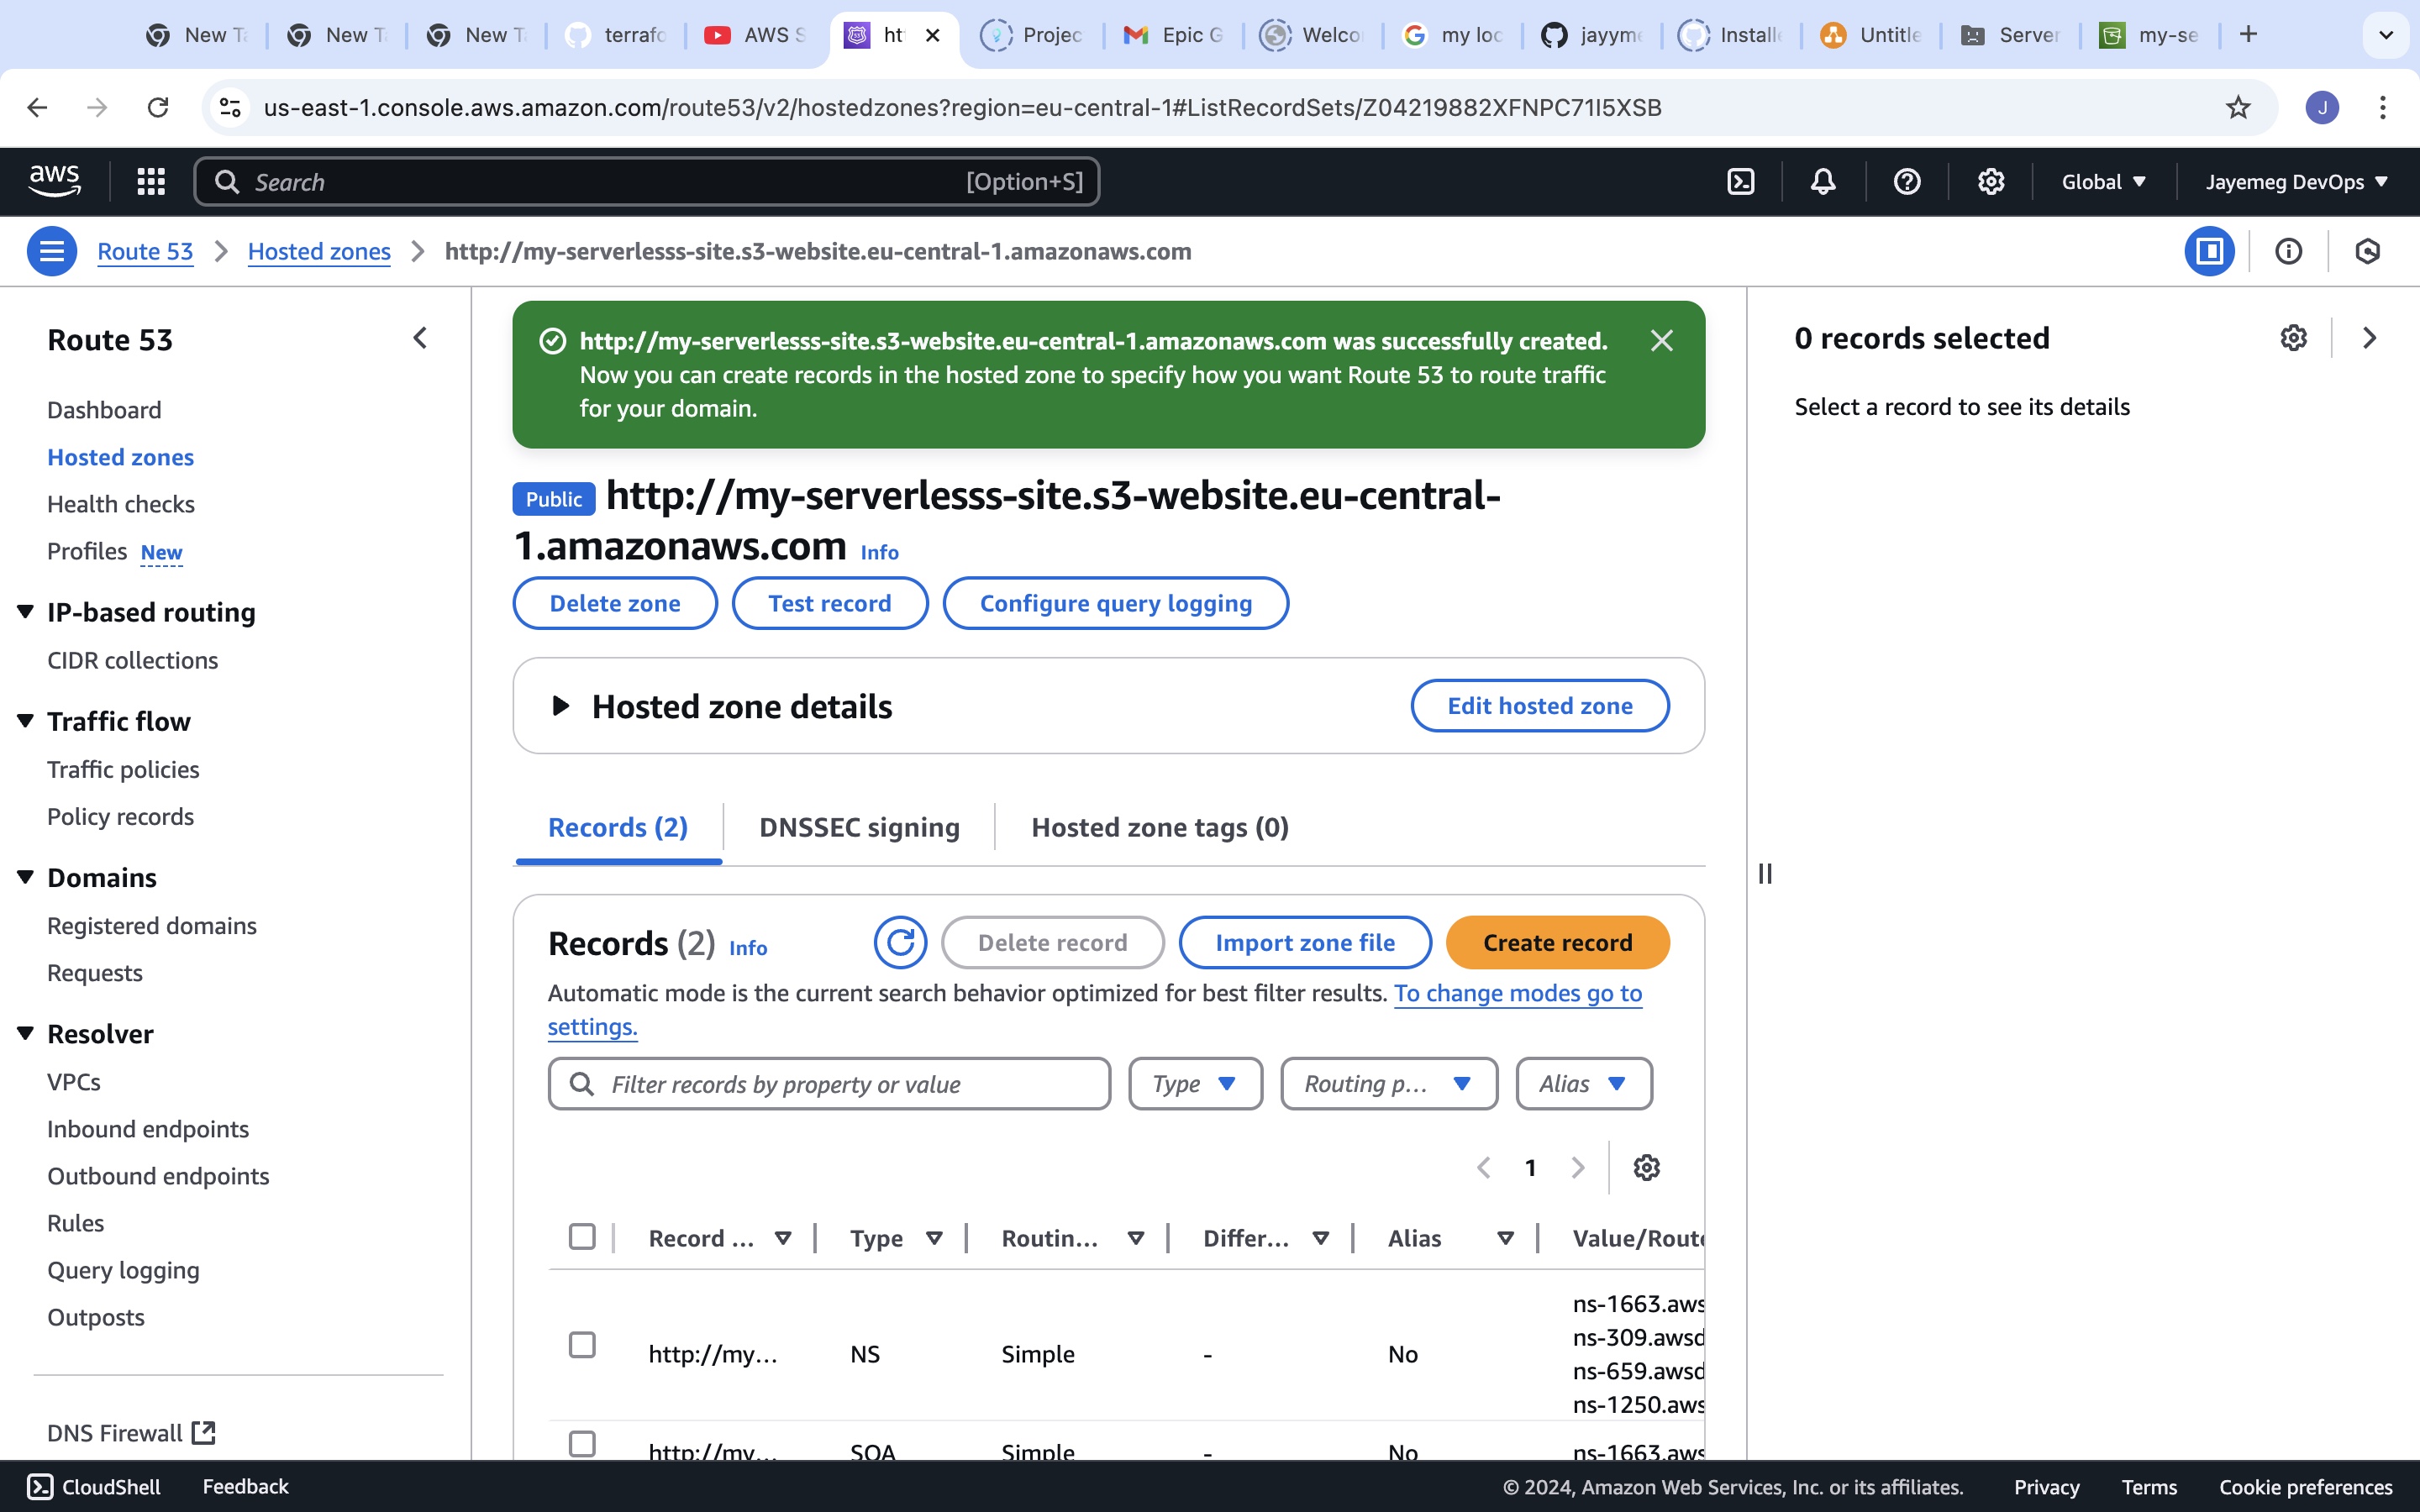 New Ta
New Ta
New Ta
terrafo
AWS S
ht
Projec
Epic G
Welco
my loc
jayyme
Installe
Untitle
Server
my-se
us-east-1.console.aws.amazon.com/route53/v2/hostedzones?region=eu-central-1#ListRecordSets/Z04219882XFNPC71I5XSB
J
aws
Search
[Option+S]
Global
Jayemeg DevOps
Route 53
Hosted zones
http://my-serverlesss-site.s3-website.eu-central-1.amazonaws.com
Route 53
Dashboard
Hosted zones
Health checks
Profiles New
IP-based routing
CIDR collections
Traffic flow
Traffic policies
Policy records
Domains
Registered domains
Requests
Resolver
VPCs
Inbound endpoints
Outbound endpoints
Rules
Query logging
Outposts
DNS Firewall
http://my-serverlesss-site.s3-website.eu-central-1.amazonaws.com was successfully created.
Now you can create records in the hosted zone to specify how you want Route 53 to route traffic
for your domain.
Public http://my-serverlesss-site.s3-website.eu-central-
1.amazonaws.com Info
Delete zone
Test record
Configure query logging
Hosted zone details
Edit hosted zone
Records (2)
DNSSEC signing
Hosted zone tags (0)
Records (2) Info
Delete record
Import zone file
Create record
Automatic mode is the current search behavior optimized for best filter results. To change modes go to
settings.
Filter records by property or value
Type
Routing p...
Alias
1
Record ...
Type
Routin...
Differ...
Alias
Value/Route
http://my...
NS
Simple
-
No
ns-1663.aws
ns-309.awsd
ns-659.awsd
ns-1250.aws
http://my...
SOA
Simple
-
No
ns-1663.aws
0 records selected
Select a record to see its details
CloudShell
Feedback
© 2024, Amazon Web Services, Inc. or its affiliates.
Privacy
Terms
Cookie preferences